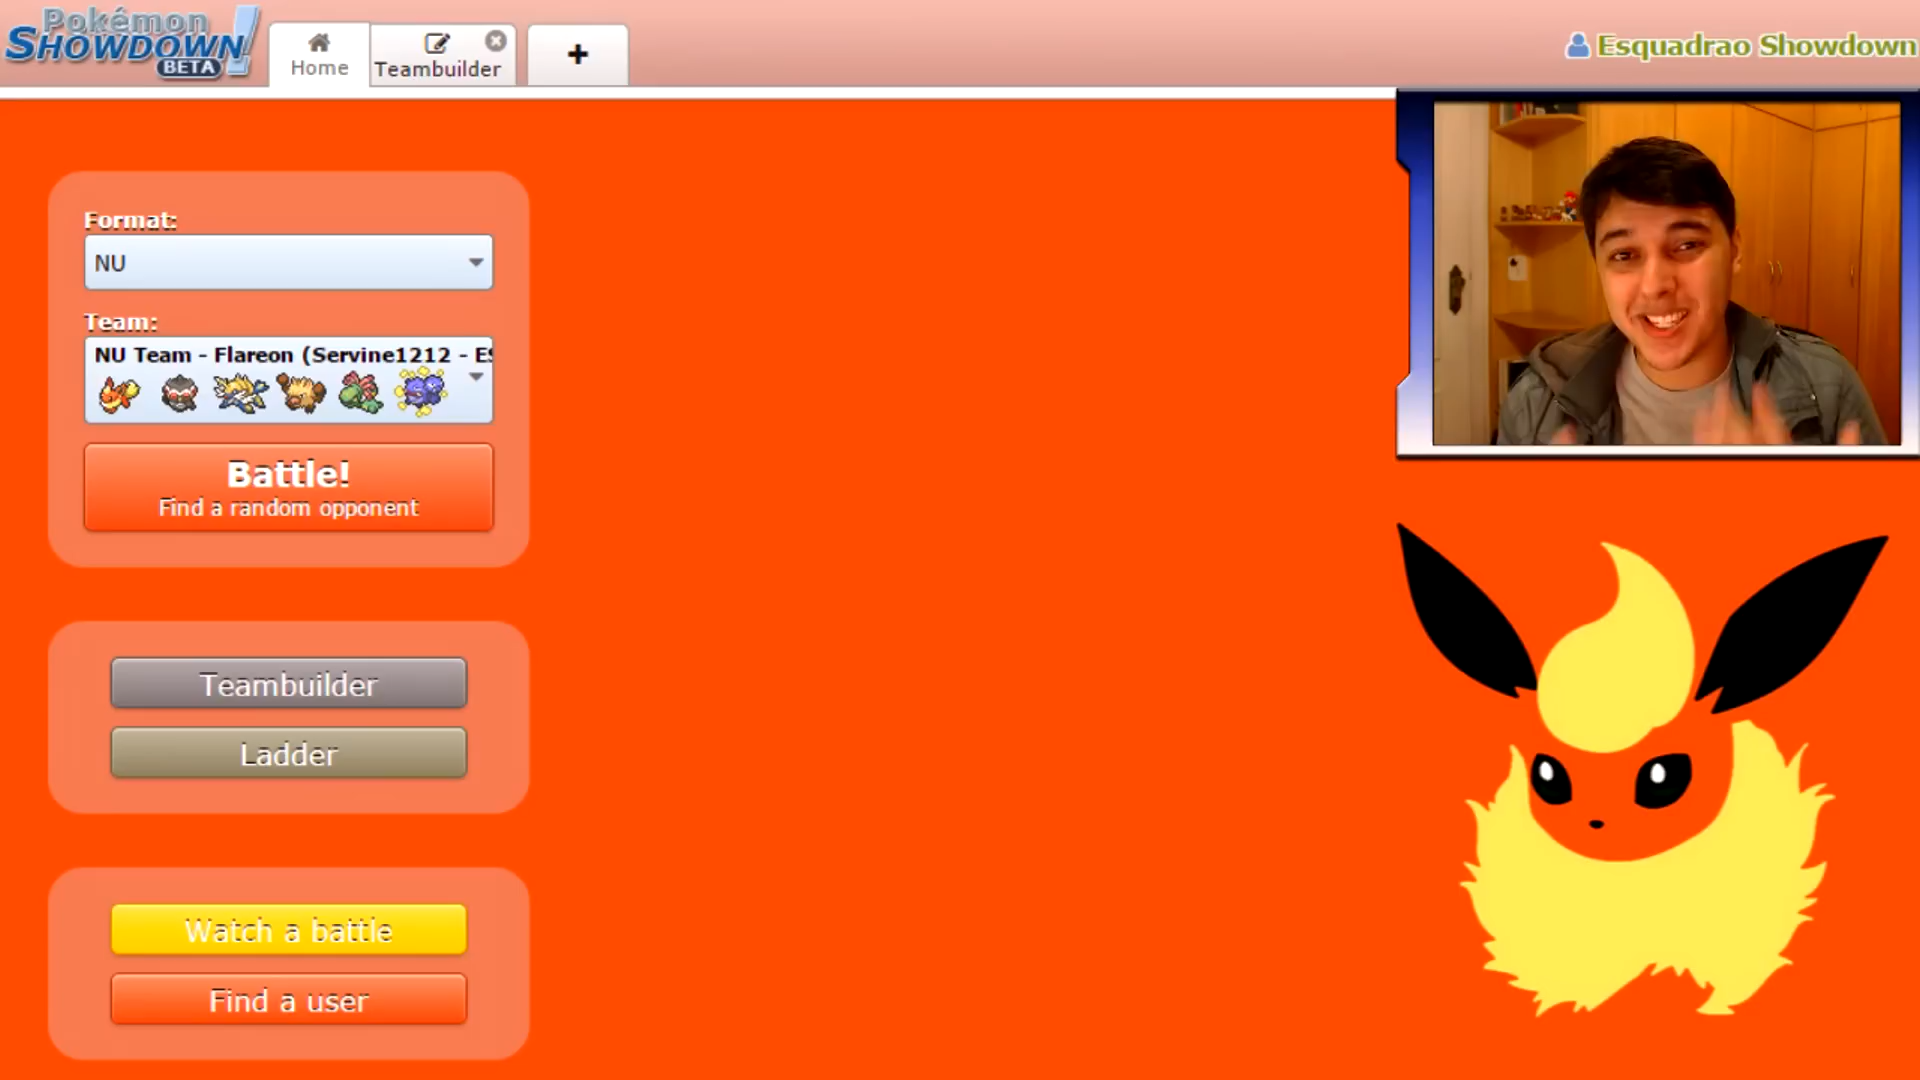 Pokémon
SHOWDOWN!
BETA
Home
Teambuilder
+
Esquadrao Showdown
Format:
NU
Team:
NU Team - Flareon (Servine1212 - ES
Battle!
Find a random opponent
Teambuilder
Ladder
Watch a battle
Find a user